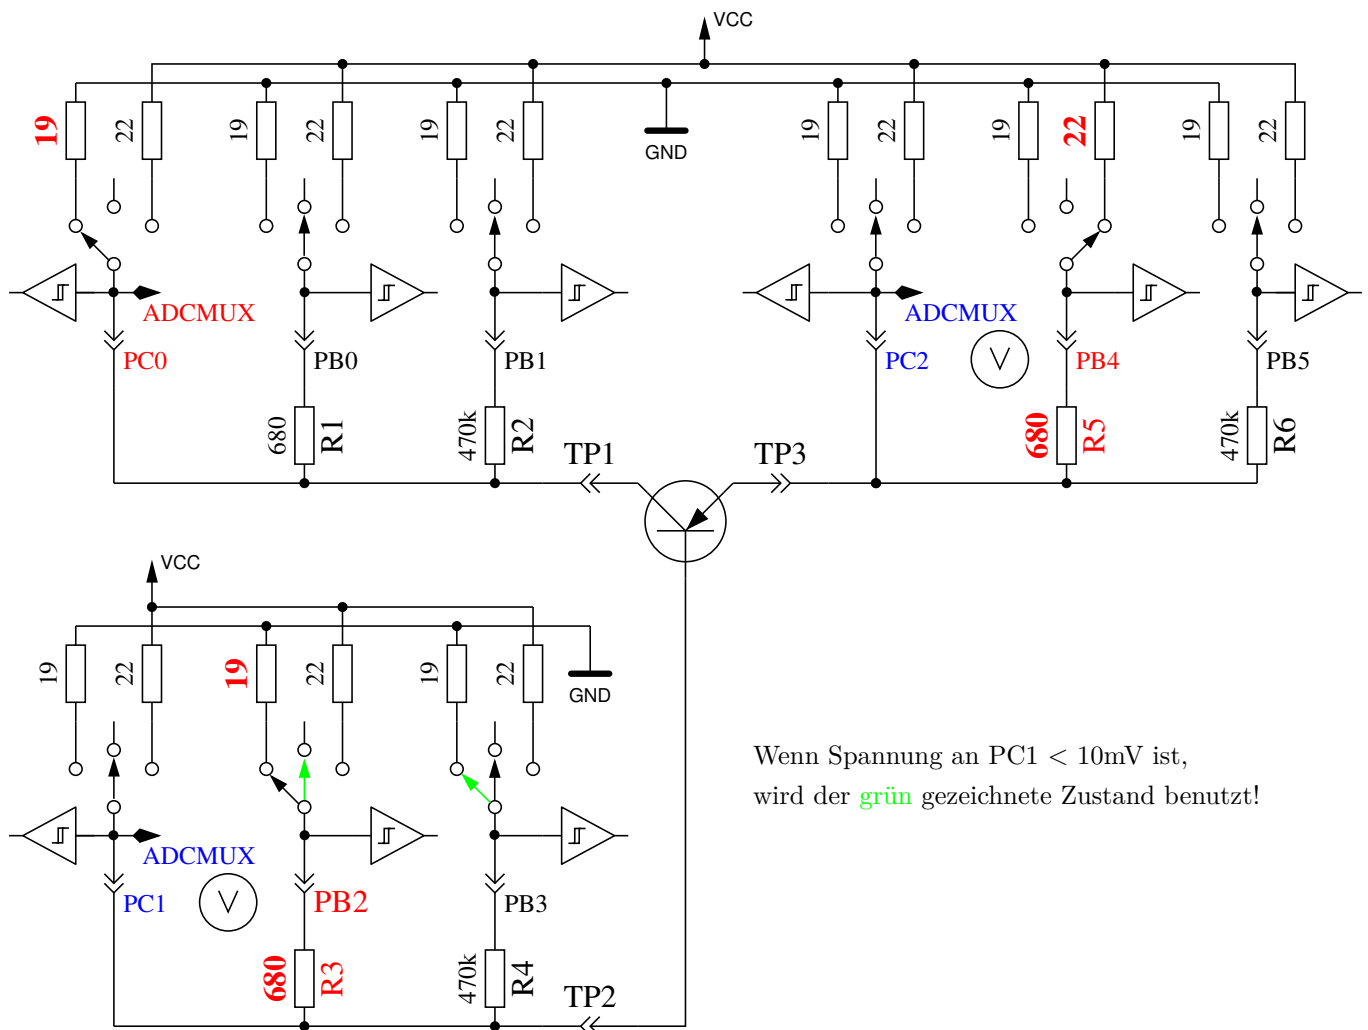 VCC
19
22
19
22
19
22
GND
19
22
19
22
19
22
ADCMUX
PC0
PB0
PB1
ADCMUX
PC2
V
PB4
PB5
680
R1
470k
R2
TP1
TP3
680
R5
470k
R6
VCC
19
22
19
22
19
22
GND
Wenn Spannung an PC1 < 10mV ist,
wird der grün gezeichnete Zustand benutzt!
ADCMUX
PC1
V
PB2
PB3
680
R3
470k
R4
TP2